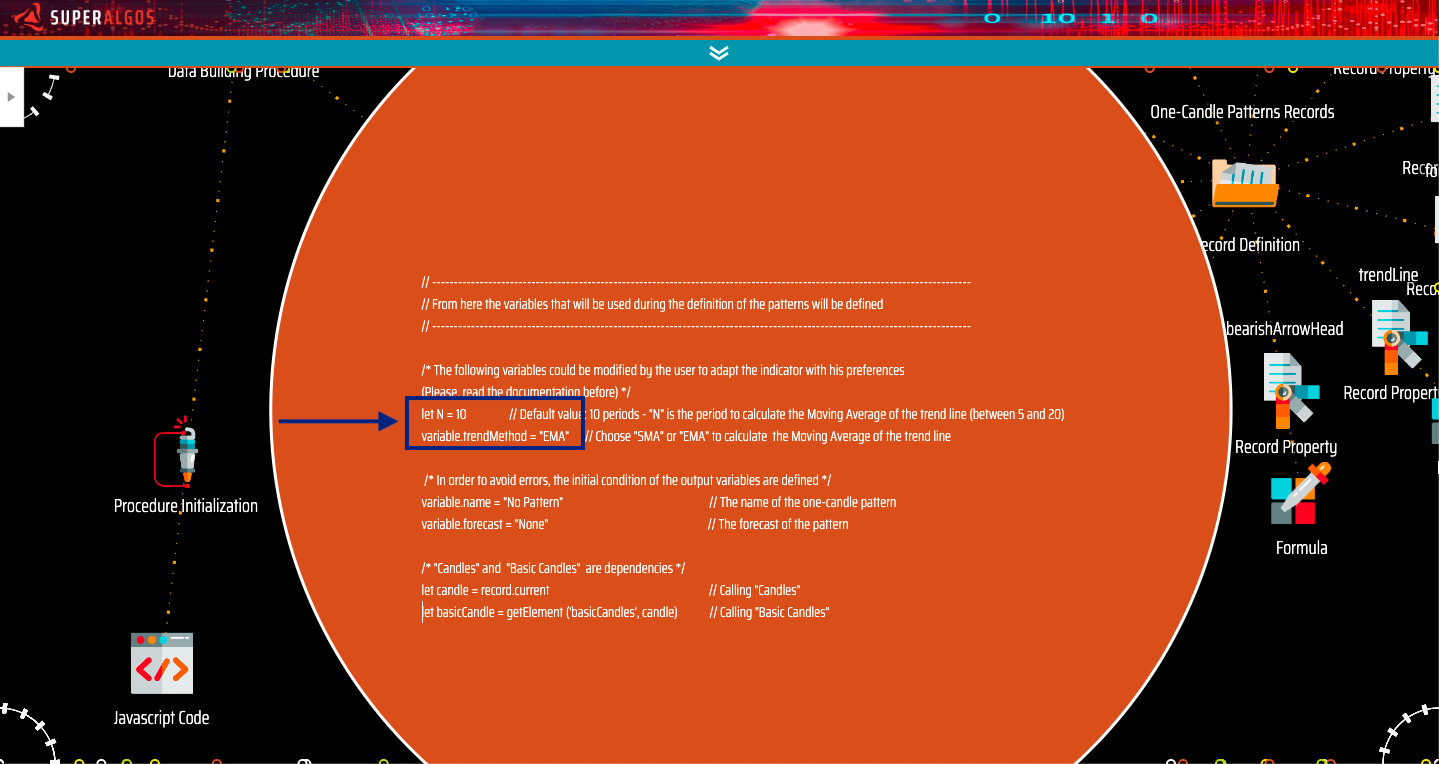 SUPERALGOS
0 10 1 0
Data Building Procedure
Record Property
One-Candle Patterns Records
Record Definition
trendLine
bearishArrowHead
Record Property
Record Property
Formula
// ----------------------------------------------------------------------------------------------------------------------------
// From here the variables that will be used during the definition of the patterns will be defined
// ----------------------------------------------------------------------------------------------------------------------------
/* The following variables could be modified by the user to adapt the indicator with his preferences
(Please, read the documentation before) */
let N = 10 // Default value: 10 periods - "N" is the period to calculate the Moving Average of the trend line (between 5 and 20)
variable.trendMethod = "EMA" // Choose "SMA" or "EMA" to calculate the Moving Average of the trend line
/* In order to avoid errors, the initial condition of the output variables are defined */
variable.name = "No Pattern" // The name of the one-candle pattern
variable.forecast = "None" // The forecast of the pattern
/* "Candles" and "Basic Candles" are dependencies */
let candle = record.current // Calling "Candles"
let basicCandle = getElement ('basicCandles', candle) // Calling "Basic Candles"
Procedure Initialization
Javascript Code